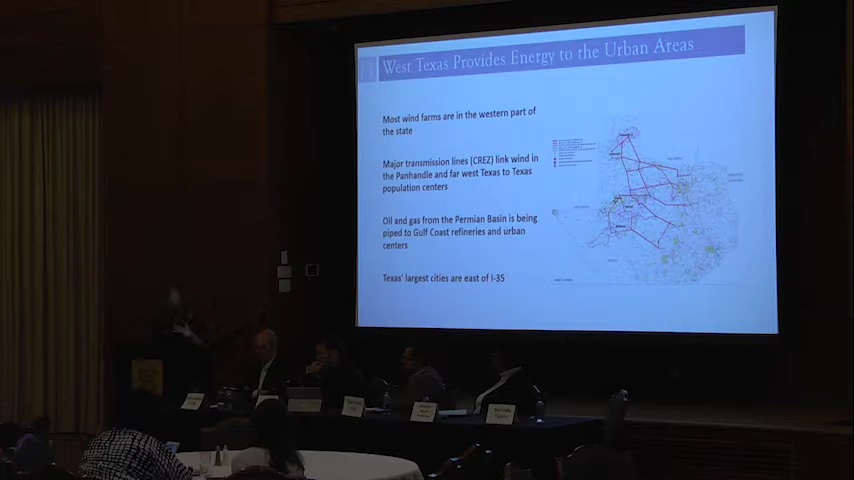 West Texas Provides Energy to the Urban Areas
Most wind farms are in the western part of
the state
Major transmission lines (CREZ) link wind in
the Panhandle and far west Texas to Texas
population centers
Oil and gas from the Permian Basin is being
piped to Gulf Coast refineries and urban
centers
Texas' largest cities are east of I-35